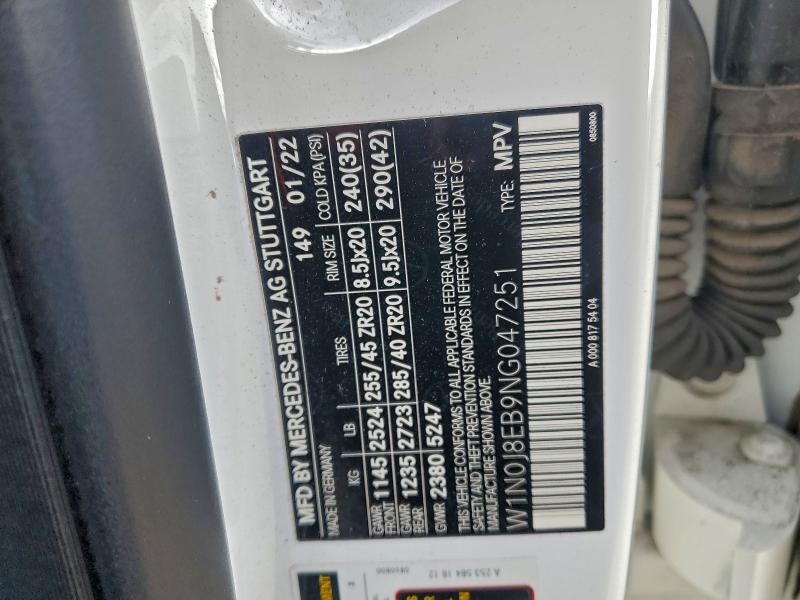 MFD BY MERCEDES-BENZ AG STUTTGART
MADE IN GERMANY 149 01/22
KG LB TIRES RIM SIZE COLD KPA(PSI)
GAWR FRONT 1145 2524 255/45 ZR20 8.5Jx20 240(35)
GAWR REAR 1235 2723 285/40 ZR20 9.5Jx20 290(42)
GVWR 2380 5247
THIS VEHICLE CONFORMS TO ALL APPLICABLE FEDERAL MOTOR VEHICLE
SAFETY AND THEFT PREVENTION STANDARDS IN EFFECT ON THE DATE OF
MANUFACTURE SHOWN ABOVE.
W1N0J8EB9NG047251 TYPE: MPV
A 000 817 54 04 0850800
A 253 584 18 12
0850800